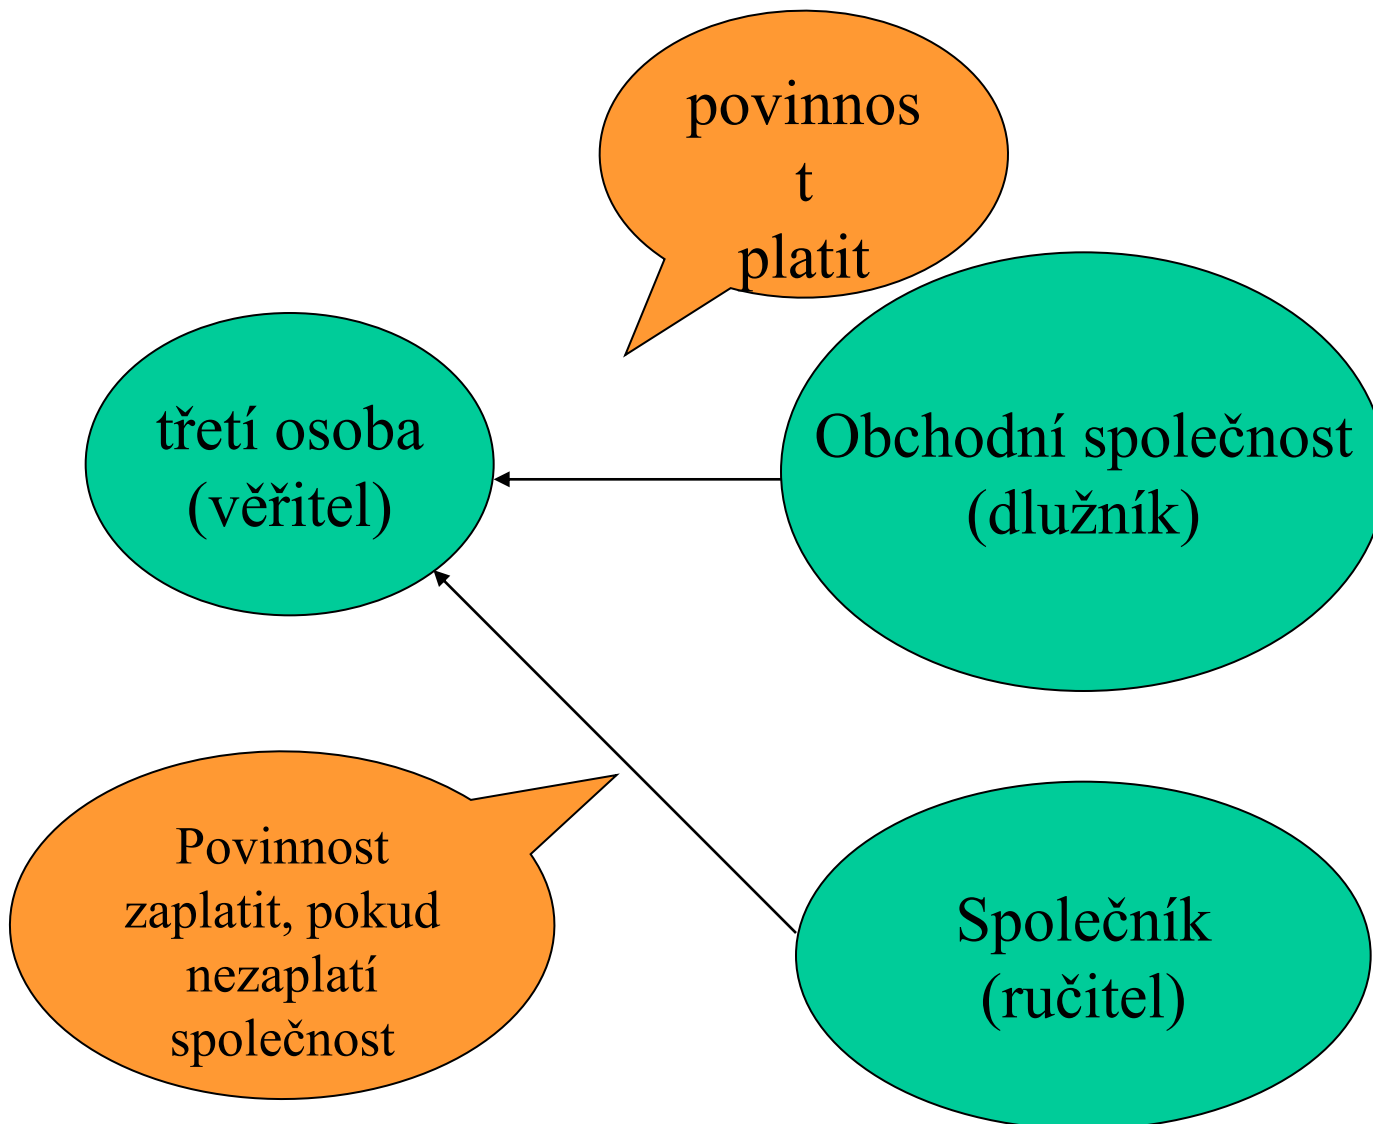 povinnos
t
platit
třetí osoba
(věřitel)
Obchodní společnost
(dlužník)
Povinnost
zaplatit, pokud
nezaplatí
společnost
Společník
(ručitel)